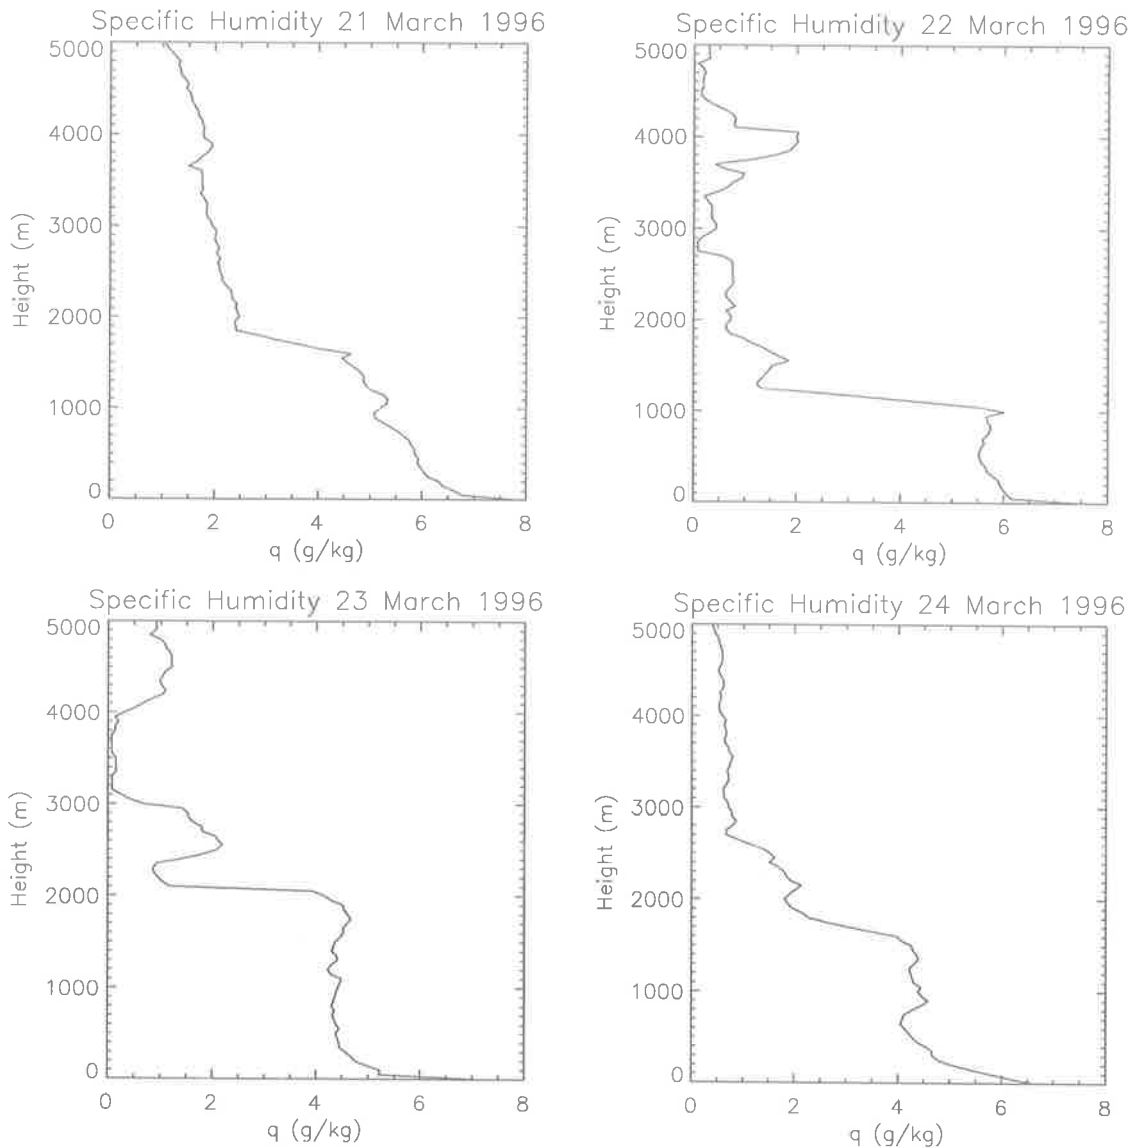 Specific Humidity 21 March 1996
5000
4000
3000
2000
1000
0
Height (m)
0 2 4 6 8
q (g/kg)
Specific Humidity 22 March 1996
5000
4000
3000
2000
1000
0
Height (m)
0 2 4 6 8
q (g/kg)
Specific Humidity 23 March 1996
5000
4000
3000
2000
1000
0
Height (m)
0 2 4 6 8
q (g/kg)
Specific Humidity 24 March 1996
5000
4000
3000
2000
1000
0
Height (m)
0 2 4 6 8
q (g/kg)